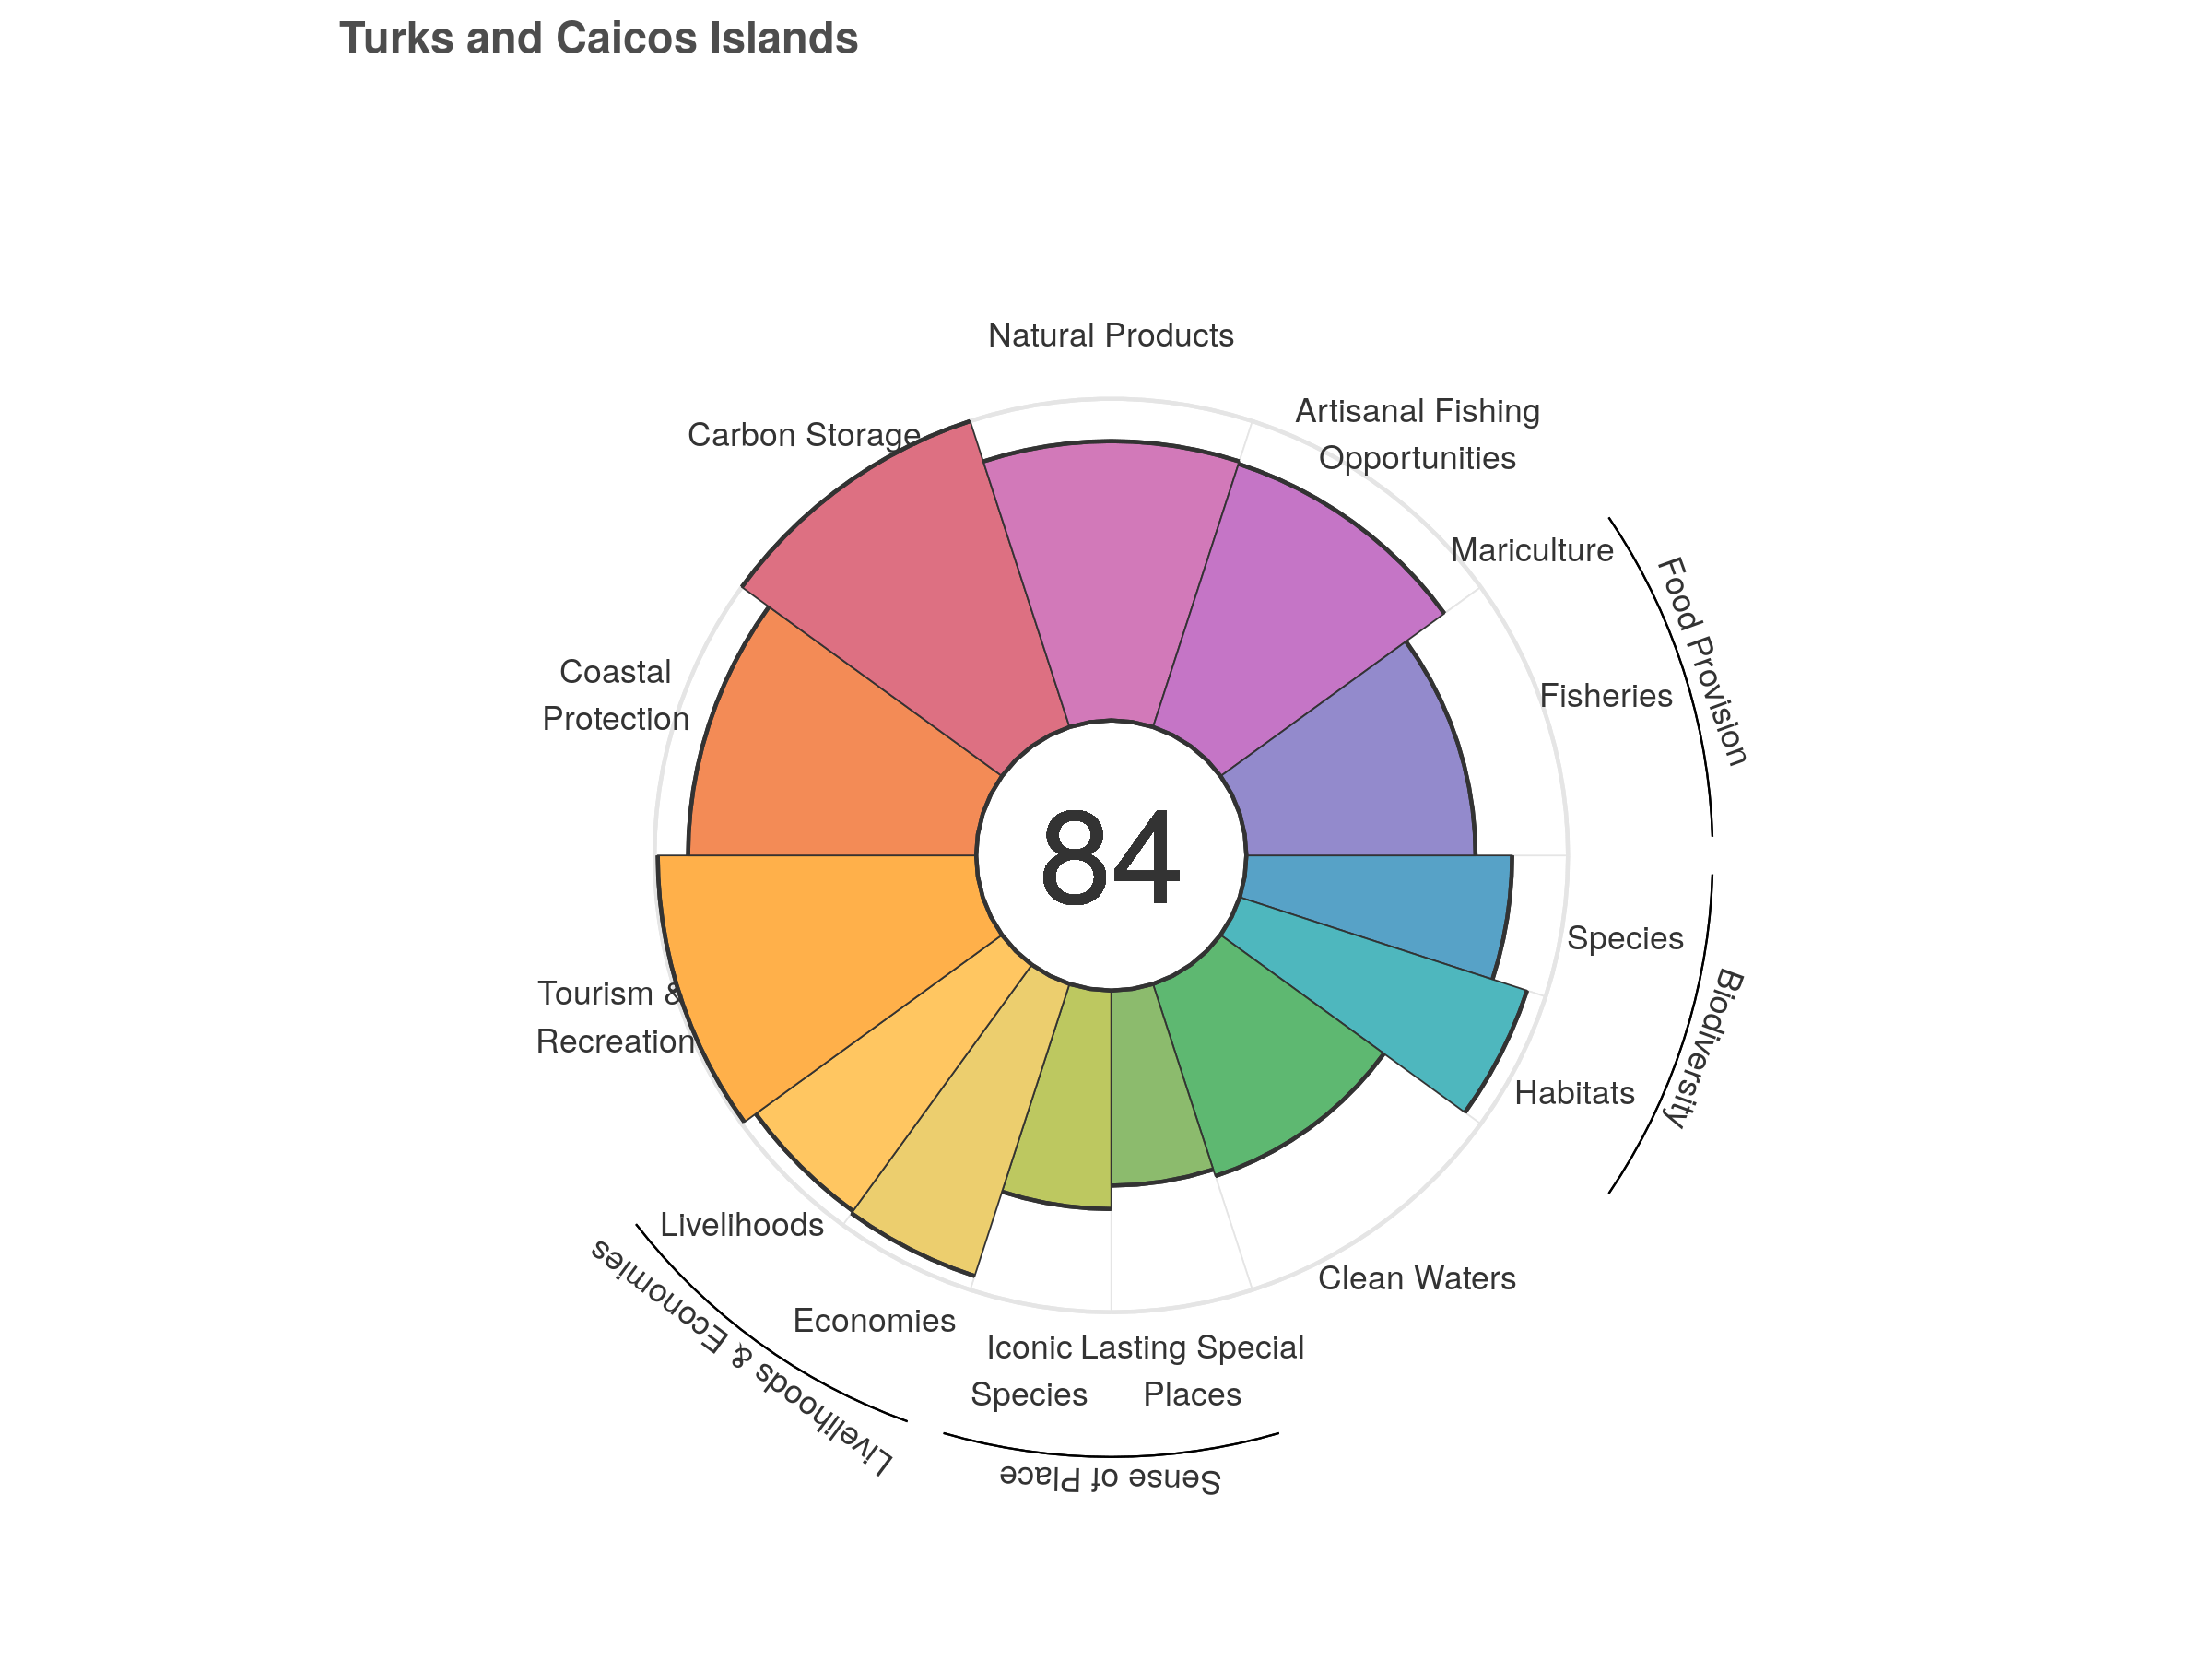 Turks and Caicos Islands
Natural Products
Artisanal Fishing
Opportunities
Carbon Storage
Mariculture
Food Provision
Fisheries
Coastal
Protection
84
Species
Biodiversity
Habitats
Tourism &
Recreation
Livelihoods
Clean Waters
Economies
Livelihoods & Economies
Iconic
Species
Lasting Special
Places
Sense of Place